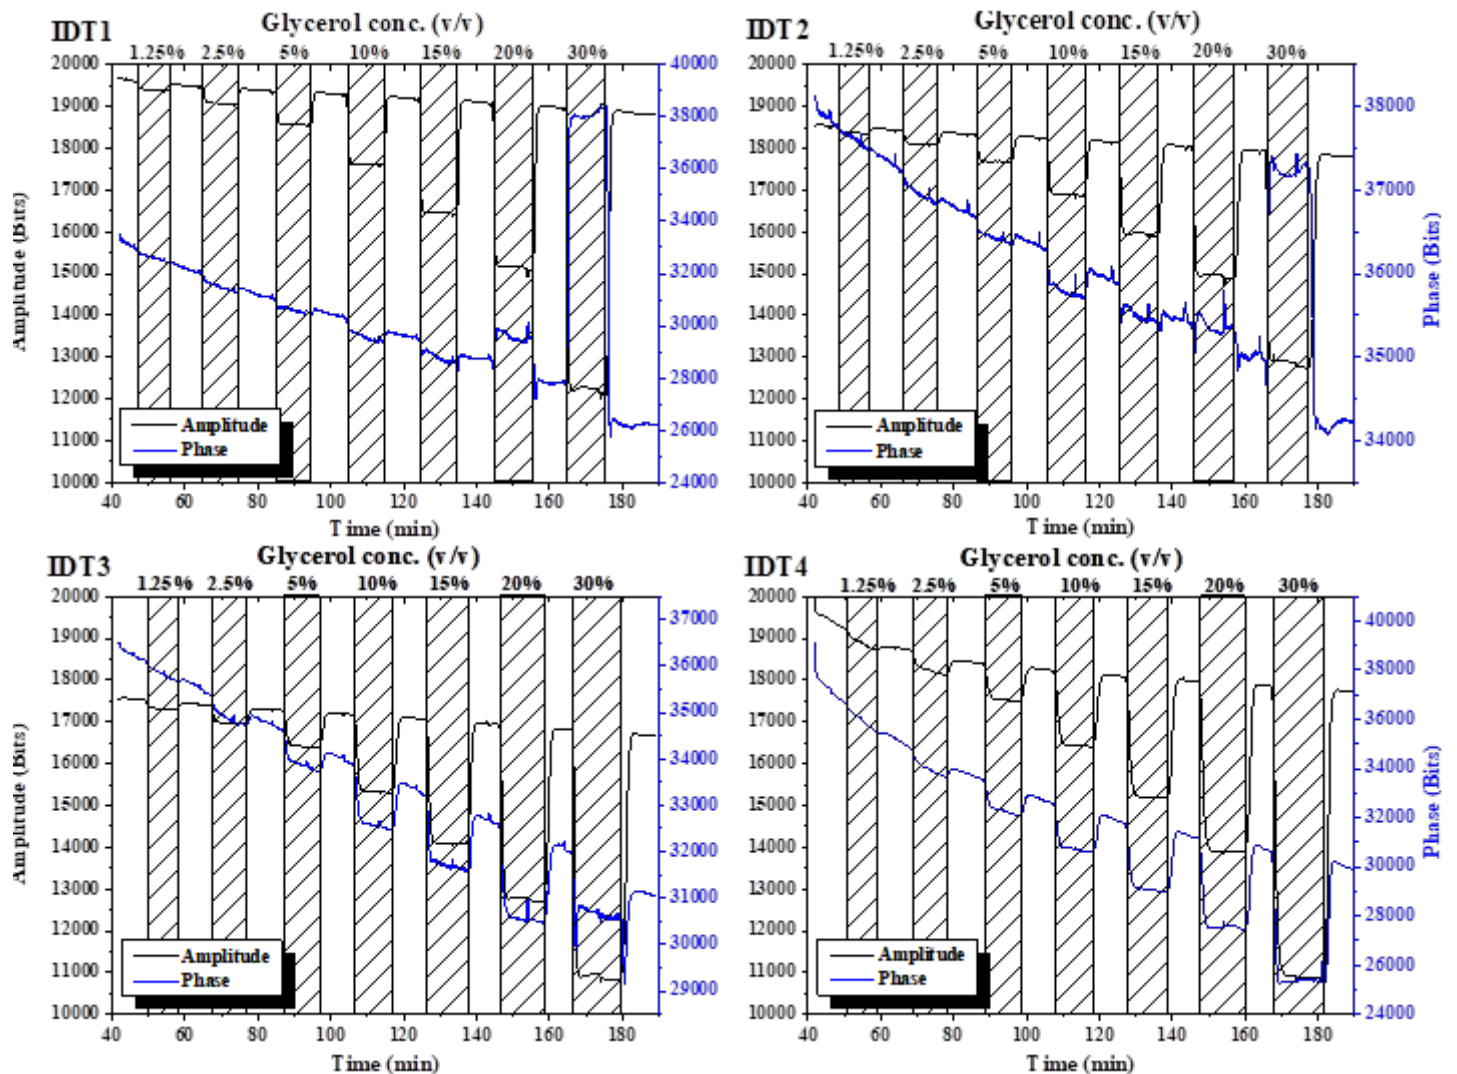 IDT1
Glycerol conc. (v/v)
1.25% 2.5% 5% 10% 15% 20% 30%
20000
19000
18000
17000
16000
15000
14000
13000
12000
11000
10000
Amplitude (Bits)
40000
38000
36000
34000
32000
30000
28000
26000
24000
Amplitude
Phase
40 60 80 100 120 140 160 180
Time (min)
IDT2
Glycerol conc. (v/v)
1.25% 2.5% 5% 10% 15% 20% 30%
20000
19000
18000
17000
16000
15000
14000
13000
12000
11000
10000
38000
37000
36000
35000
34000
Phase (Bits)
Amplitude
Phase
40 60 80 100 120 140 160 180
Time (min)
IDT3
Glycerol conc. (v/v)
1.25% 2.5% 5% 10% 15% 20% 30%
20000
19000
18000
17000
16000
15000
14000
13000
12000
11000
10000
Amplitude (Bits)
37000
36000
35000
34000
33000
32000
31000
30000
29000
Amplitude
Phase
40 60 80 100 120 140 160 180
Time (min)
IDT4
Glycerol conc. (v/v)
1.25% 2.5% 5% 10% 15% 20% 30%
20000
19000
18000
17000
16000
15000
14000
13000
12000
11000
10000
40000
38000
36000
34000
32000
30000
28000
26000
24000
Phase (Bits)
Amplitude
Phase
40 60 80 100 120 140 160 180
Time (min)